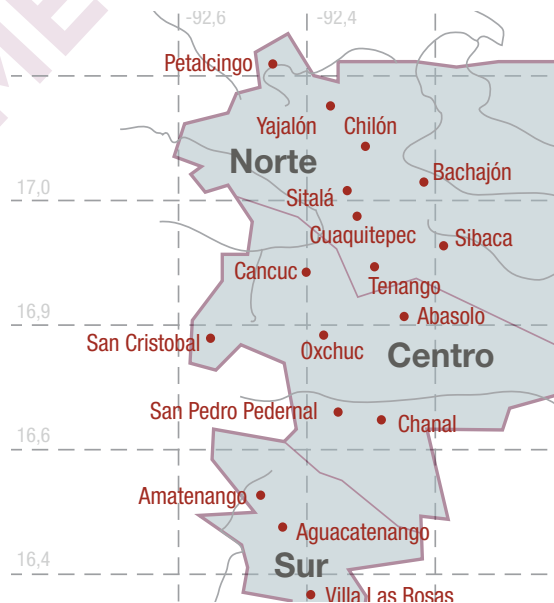 -92,6
-92,4
Petalcingo
Yajalón
Chilón
Norte
Bachajón
17,0
Sitalá
Cuaquitepec
Sibaca
Cancuc
Tenango
Abasolo
16,9
San Cristobal
Oxchuc
Centro
San Pedro Pedernal
Chanal
16,6
Amatenango
Aguacatenango
Sur
16,4
Villa Las Rosas